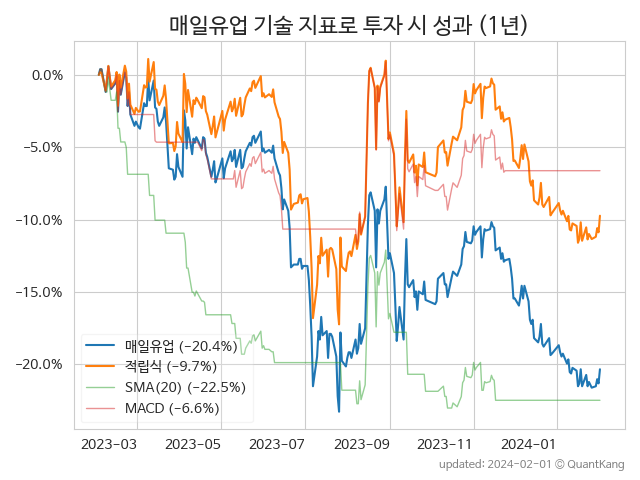 매일유업 기술 지표로 투자 시 성과 (1년)
0.0%
−5.0%
−10.0%
−15.0%
−20.0%
매일유업 (−20.4%)
적립식 (−9.7%)
SMA(20) (−22.5%)
MACD (−6.6%)
2023−03 2023−05 2023−07 2023−09 2023−11 2024−01
updated: 2024−02−01 © QuantKang